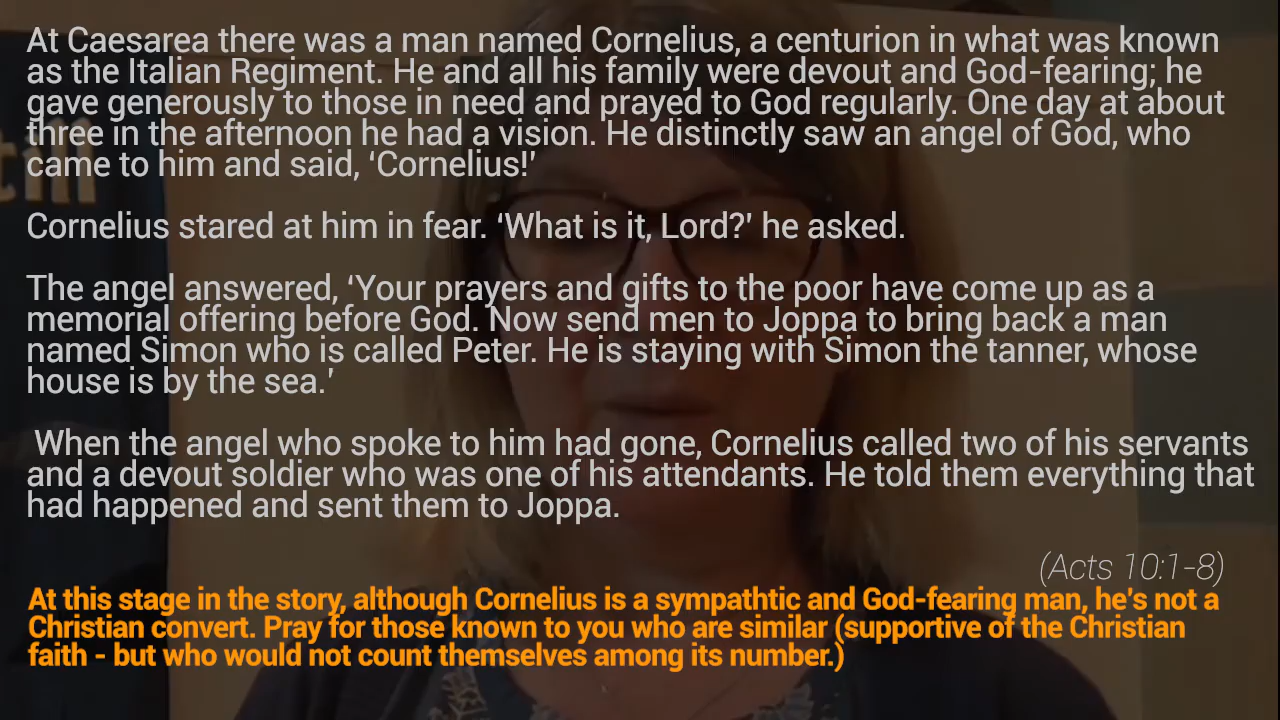 At Caesarea there was a man named Cornelius, a centurion in what was known
as the Italian Regiment. He and all his family were devout and God-fearing; he
gave generously to those in need and prayed to God regularly. One day at about
three in the afternoon he had a vision. He distinctly saw an angel of God, who
came to him and said, ‘Cornelius!’
Cornelius stared at him in fear. ‘What is it, Lord?’ he asked.
The angel answered, ‘Your prayers and gifts to the poor have come up as a
memorial offering before God. Now send men to Joppa to bring back a man
named Simon who is called Peter. He is staying with Simon the tanner, whose
house is by the sea.’
When the angel who spoke to him had gone, Cornelius called two of his servants
and a devout soldier who was one of his attendants. He told them everything that
had happened and sent them to Joppa.
(Acts 10:1-8)
At this stage in the story, although Cornelius is a sympathtic and God-fearing man, he's not a
Christian convert. Pray for those known to you who are similar (supportive of the Christian
faith - but who would not count themselves among its number.)